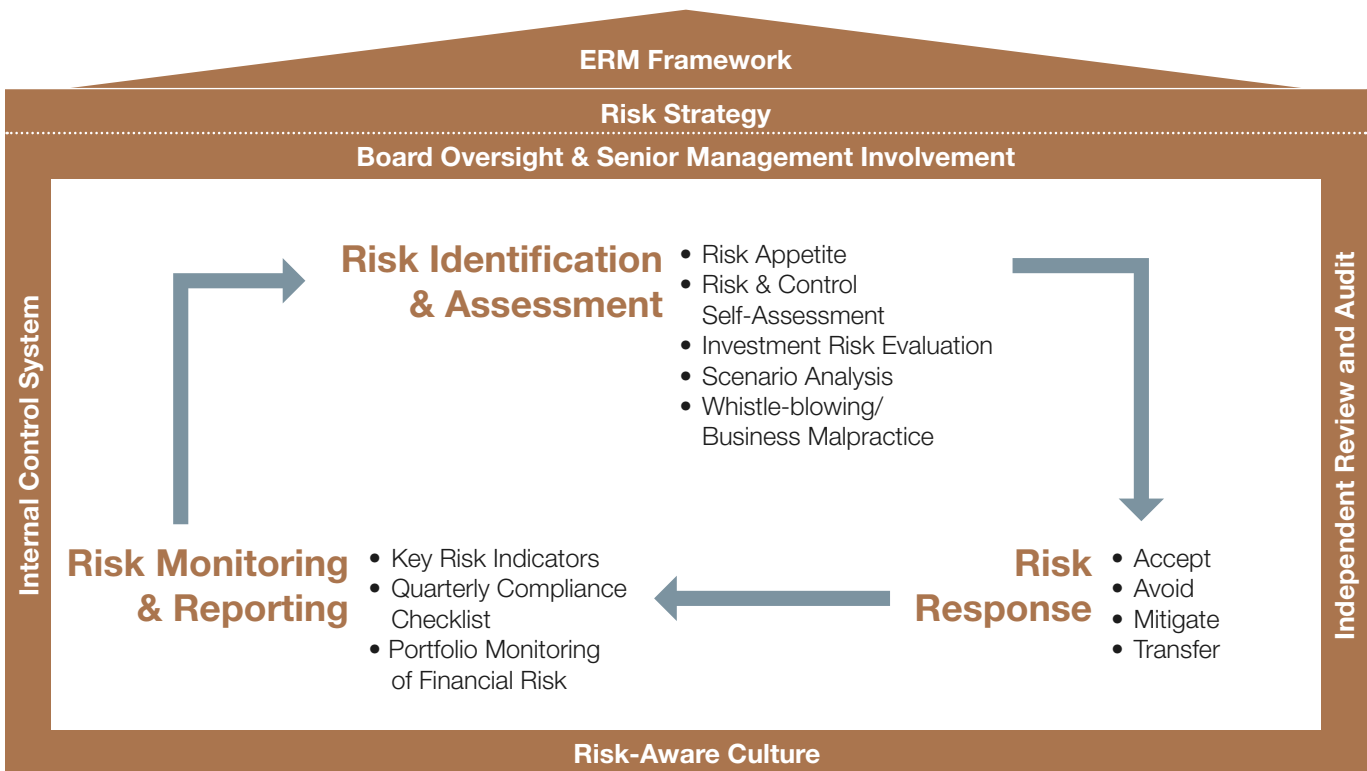 ERM Framework
Risk Strategy
Board Oversight & Senior Management Involvement
Internal Control System
Risk Identification
& Assessment
• Risk Appetite
• Risk & Control
Self-Assessment
• Investment Risk Evaluation
• Scenario Analysis
• Whistle-blowing/
Business Malpractice
Independent Review and Audit
Risk Monitoring
& Reporting
• Key Risk Indicators
• Quarterly Compliance
Checklist
• Portfolio Monitoring
of Financial Risk
Risk
Response
• Accept
• Avoid
• Mitigate
• Transfer
Risk-Aware Culture